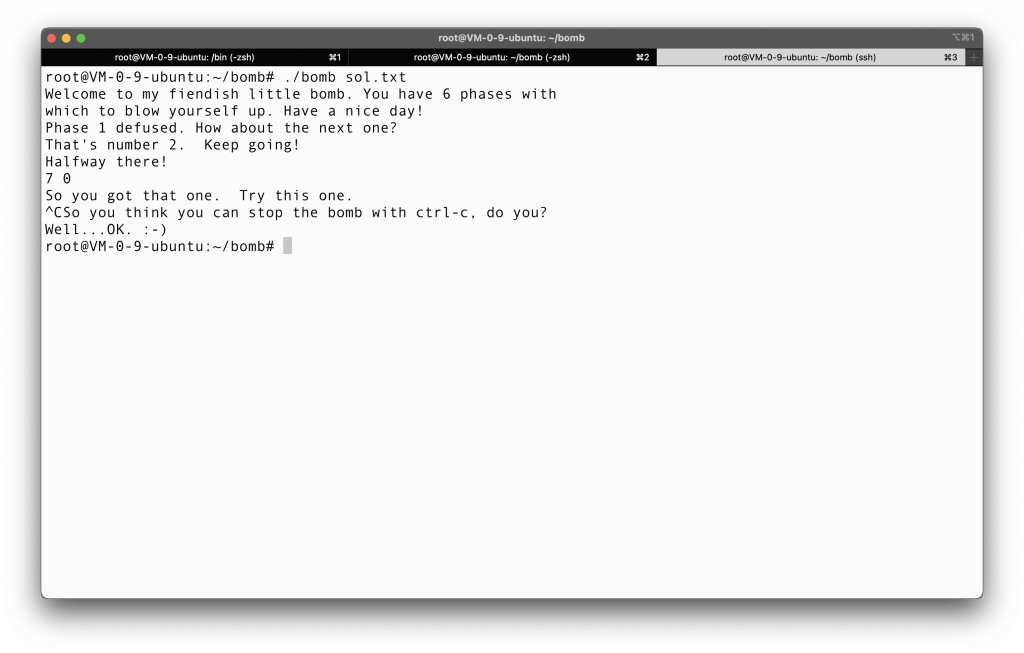 root@VM-0-9-ubuntu: ~/bomb
⌥⌘1
root@VM-0-9-ubuntu: /bin (-zsh) ⌘1
root@VM-0-9-ubuntu: ~/bomb (-zsh) ⌘2
root@VM-0-9-ubuntu: ~/bomb (ssh) ⌘3
root@VM-0-9-ubuntu:~/bomb# ./bomb sol.txt
Welcome to my fiendish little bomb. You have 6 phases with
which to blow yourself up. Have a nice day!
Phase 1 defused. How about the next one?
That's number 2.  Keep going!
Halfway there!
7 0
So you got that one.  Try this one.
^CSo you think you can stop the bomb with ctrl-c, do you?
Well...OK. :-)
root@VM-0-9-ubuntu:~/bomb#